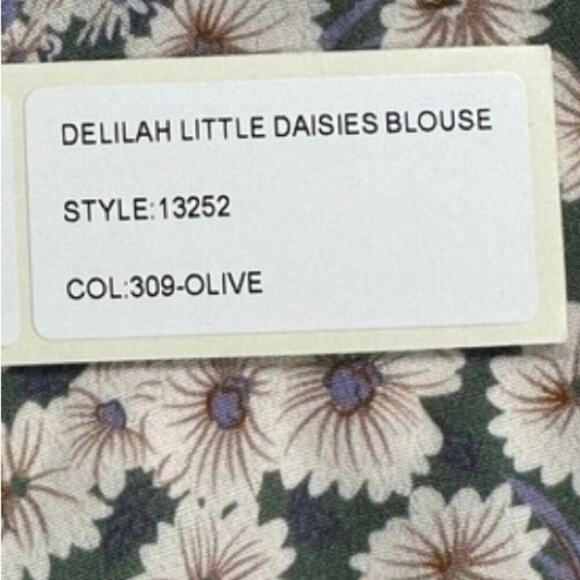 DELILAH LITTLE DAISIES BLOUSE
STYLE:13252
COL:309-OLIVE